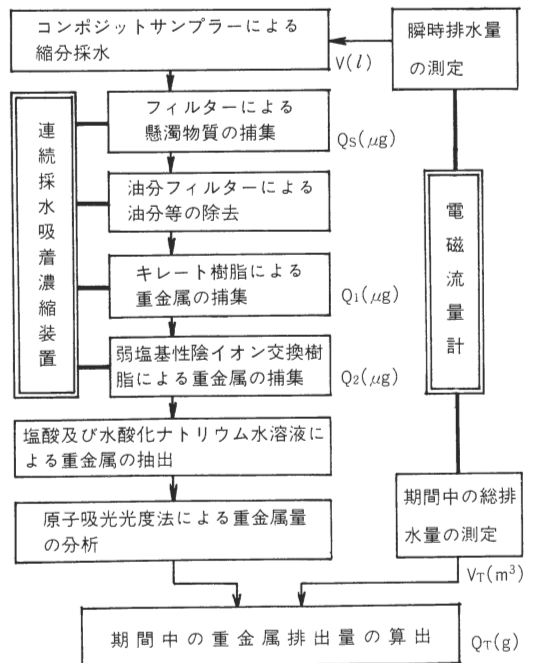 コンポジットサンプラーによる
縮分採水
V(l)
瞬時排水量
の測定
フィルターによる
懸濁物質の捕集
QS(μg)
連続採水吸着濃縮装置
油分フィルターによる
油分等の除去
電磁流量計
キレート樹脂による
重金属の捕集
Q1(μg)
弱塩基性陰イオン交換樹
脂による重金属の捕集
Q2(μg)
塩酸及び水酸化ナトリウム水溶液に
よる重金属の抽出
原子吸光光度法による重金属量
の分析
期間中の総排
水量の測定
VT(m³)
期間中の重金属排出量の算出
QT(g)